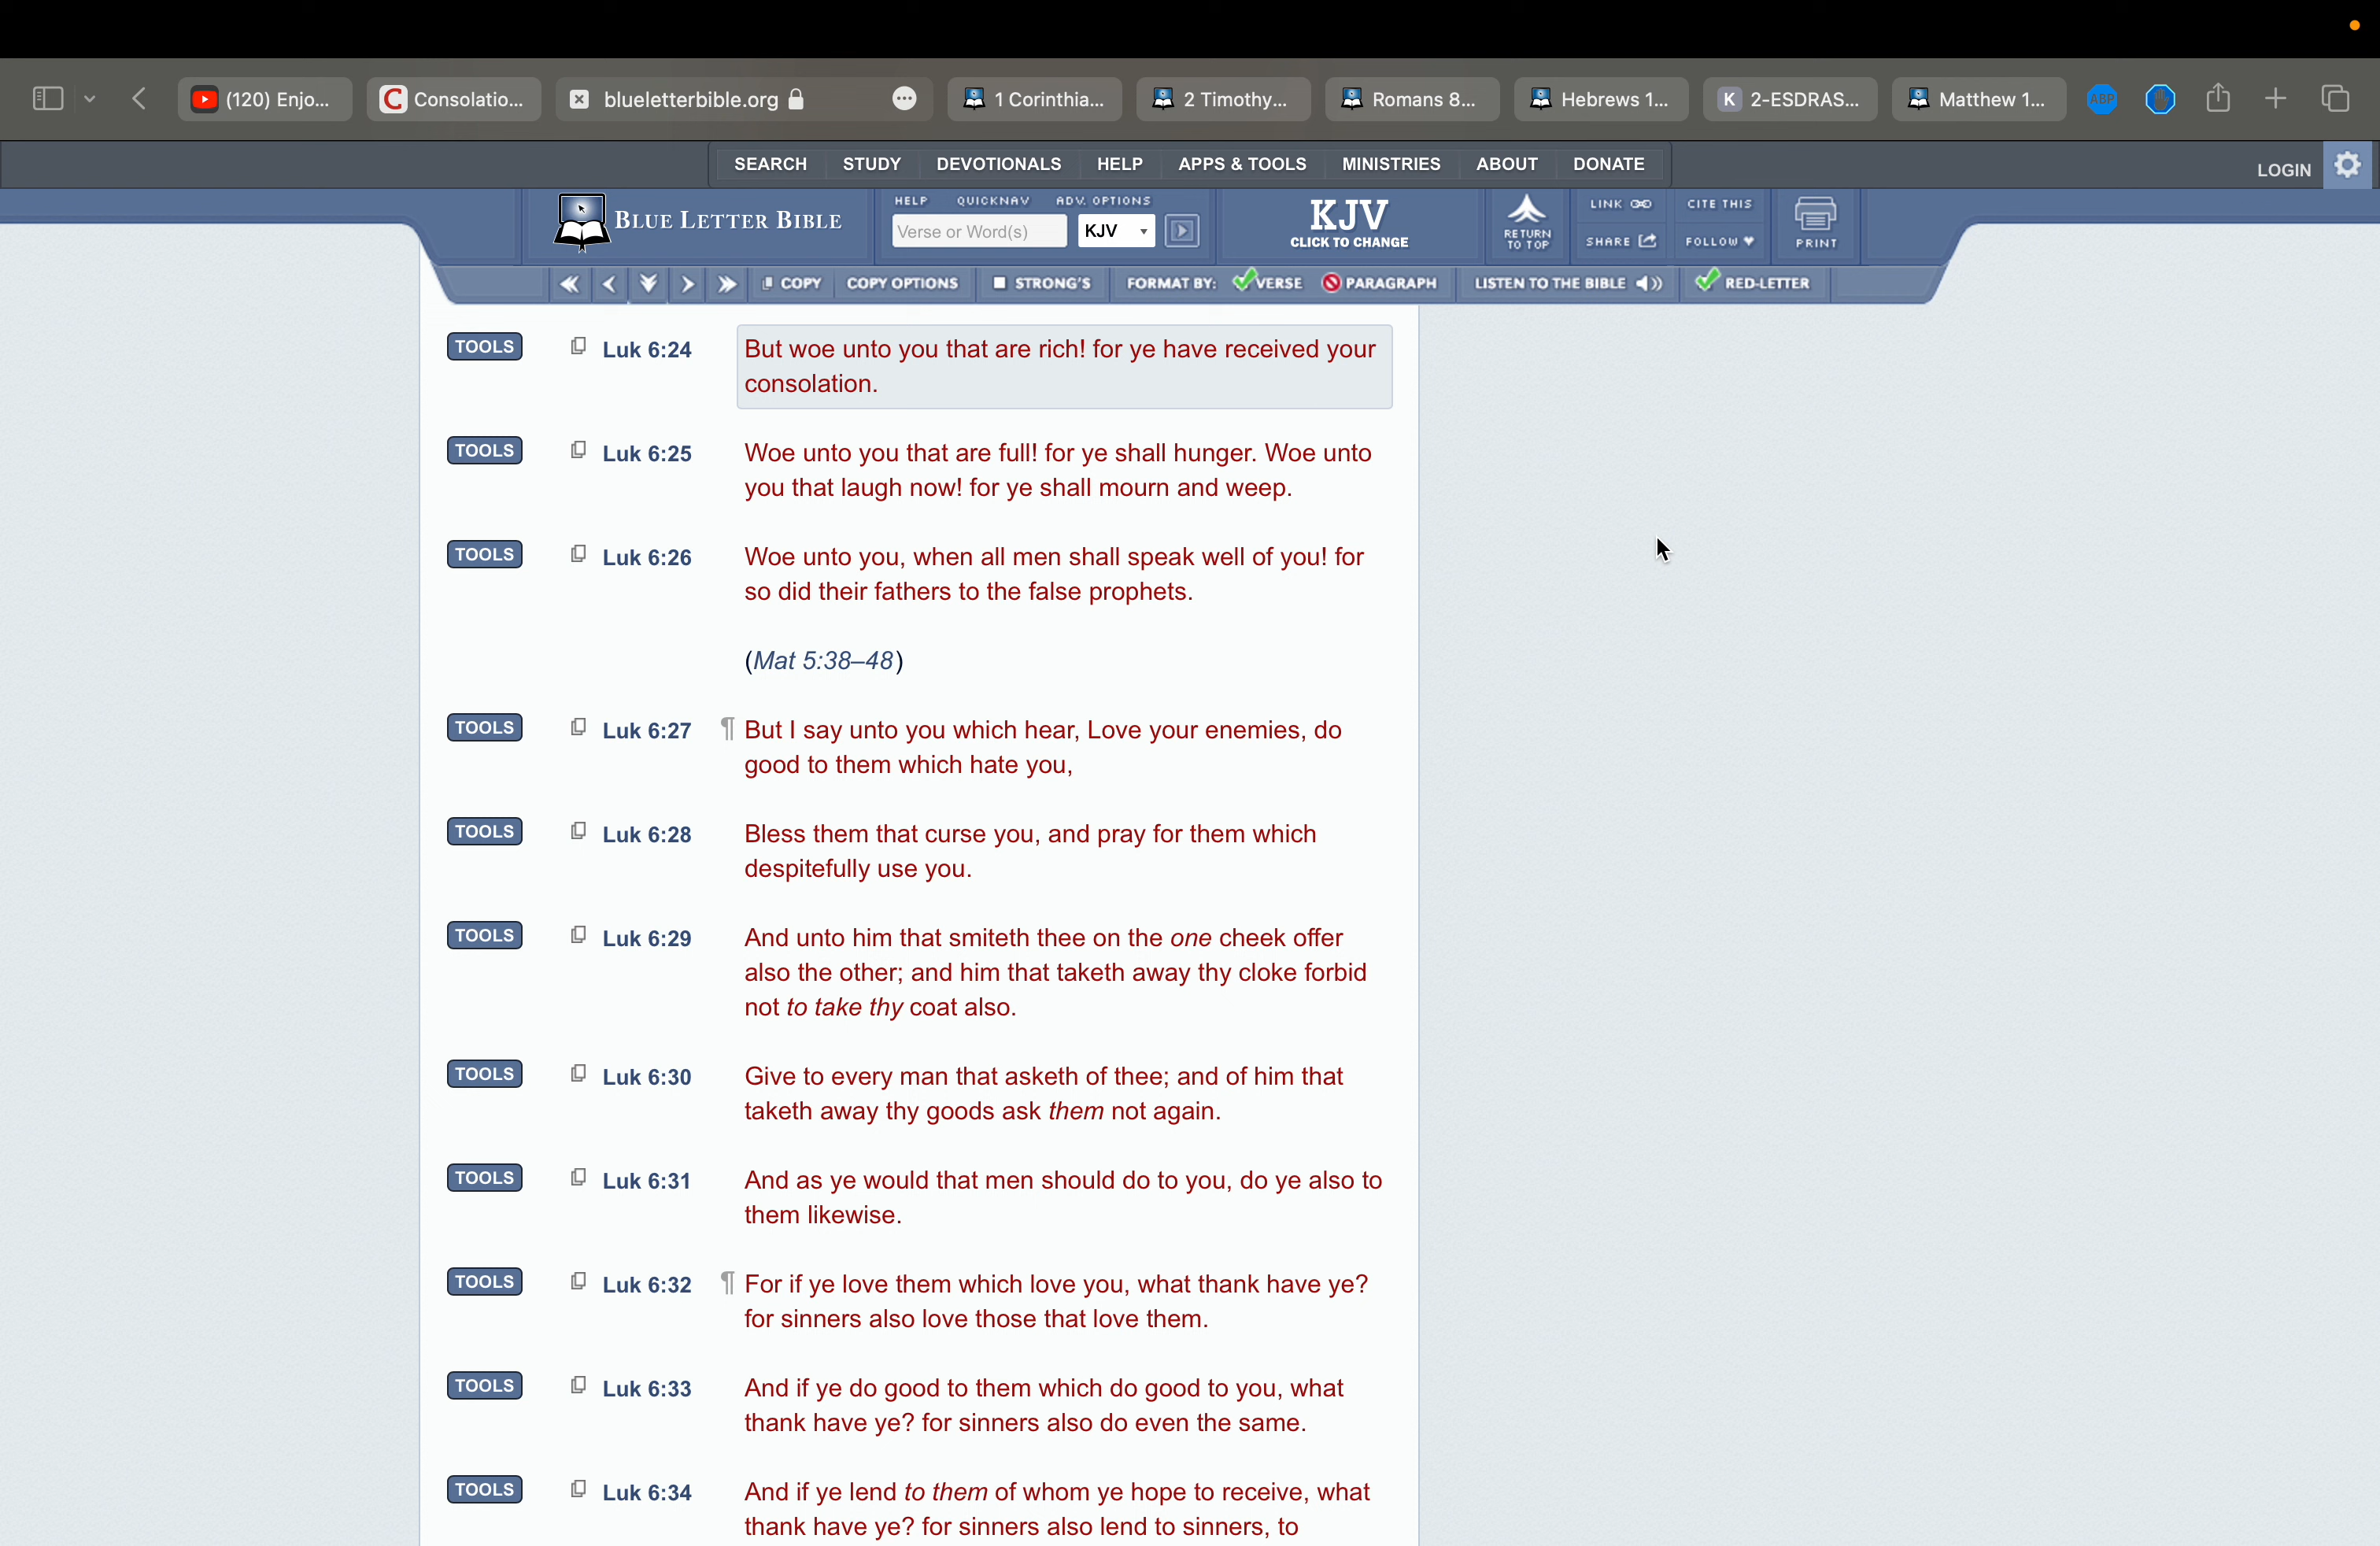 (120) Enjo...
Consolatio...
blueletterbible.org
1 Corinthia...
2 Timothy...
Romans 8...
Hebrews 1...
K 2-ESDRAS...
Matthew 1...
ABP
SEARCH STUDY DEVOTIONALS HELP APPS & TOOLS MINISTRIES ABOUT DONATE
LOGIN
BLUE LETTER BIBLE
HELP QUICKNAV ADV. OPTIONS
Verse or Word(s) KJV
KJV
CLICK TO CHANGE
RETURN
TO TOP
LINK CITE THIS
SHARE FOLLOW
PRINT
COPY COPY OPTIONS STRONG'S FORMAT BY: VERSE PARAGRAPH LISTEN TO THE BIBLE RED-LETTER
TOOLS Luk 6:24 But woe unto you that are rich! for ye have received your
consolation.
TOOLS Luk 6:25 Woe unto you that are full! for ye shall hunger. Woe unto
you that laugh now! for ye shall mourn and weep.
TOOLS Luk 6:26 Woe unto you, when all men shall speak well of you! for
so did their fathers to the false prophets.
(Mat 5:38–48)
TOOLS Luk 6:27 ¶ But I say unto you which hear, Love your enemies, do
good to them which hate you,
TOOLS Luk 6:28 Bless them that curse you, and pray for them which
despitefully use you.
TOOLS Luk 6:29 And unto him that smiteth thee on the one cheek offer
also the other; and him that taketh away thy cloke forbid
not to take thy coat also.
TOOLS Luk 6:30 Give to every man that asketh of thee; and of him that
taketh away thy goods ask them not again.
TOOLS Luk 6:31 And as ye would that men should do to you, do ye also to
them likewise.
TOOLS Luk 6:32 ¶ For if ye love them which love you, what thank have ye?
for sinners also love those that love them.
TOOLS Luk 6:33 And if ye do good to them which do good to you, what
thank have ye? for sinners also do even the same.
TOOLS Luk 6:34 And if ye lend to them of whom ye hope to receive, what
thank have ye? for sinners also lend to sinners, to